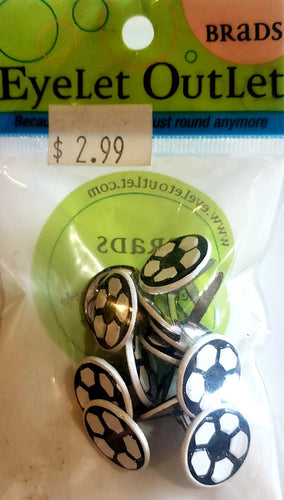 BRADS
EyeLet OutLet
Becau ust round anymore
$ 2.99
www.eyeletoutlet.com
BRADS